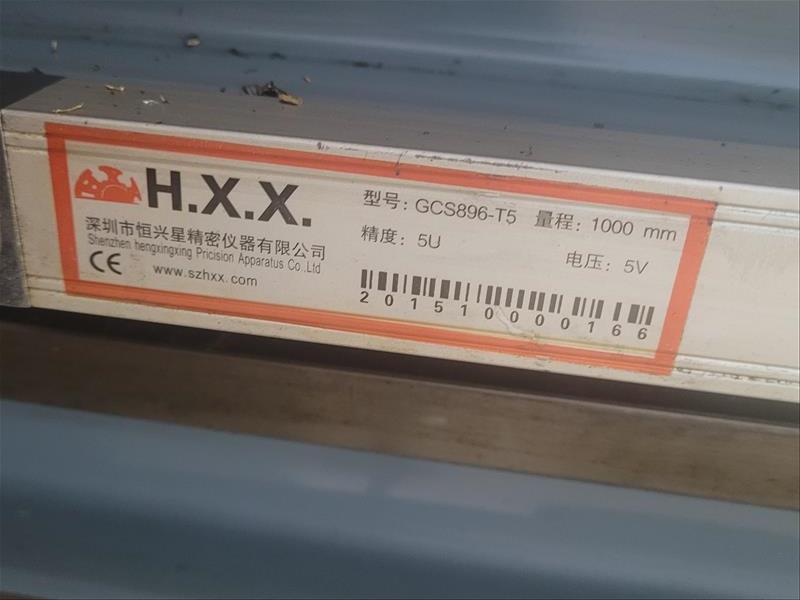 H.X.X.
深圳市恒兴星精密仪器有限公司
Shenzhen hengxingxing Pricision Apparatus Co.,Ltd
CE www.szhxx.com
型号: GCS896-T5 量程: 1000 mm
精度: 5U 电压: 5V
201510000166